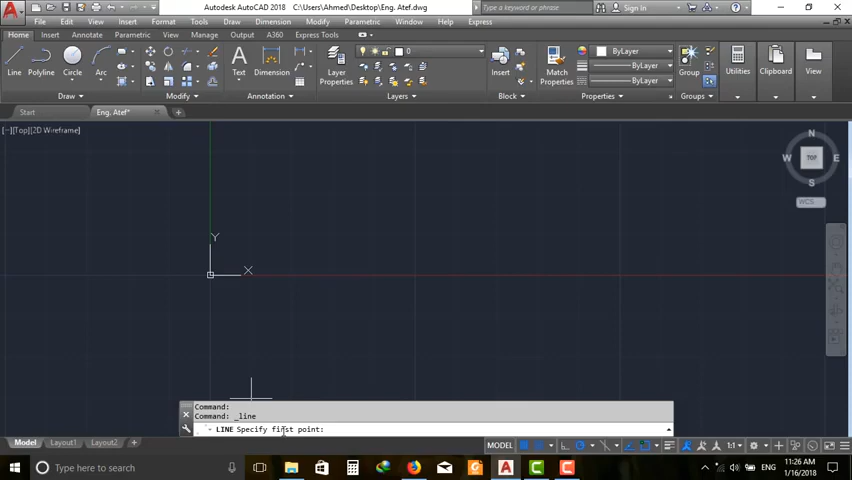 Autodesk AutoCAD 2018 C:\Users\Ahmed\Desktop\Eng. Atef.dwg
Type a keyword or phrase
Sign In
File Edit View Insert Format Tools Draw Dimension Modify Parametric Window Help Express
Home Insert Annotate Parametric View Manage Output A360 Express Tools
Line Polyline Circle Arc
Text Dimension
Layer Properties
0
Insert
Match Properties
ByLayer
ByLayer
ByLayer
Group
Utilities
Clipboard
View
Draw
Modify
Annotation
Layers
Block
Properties
Groups
Start
Eng. Atef*
[−][Top][2D Wireframe]
N
W TOP E
S
WCS
Y
X
Command:
Command: _line
LINE Specify first point:
Model Layout1 Layout2
MODEL
1:1
Type here to search
ENG
11:26 AM
1/16/2018